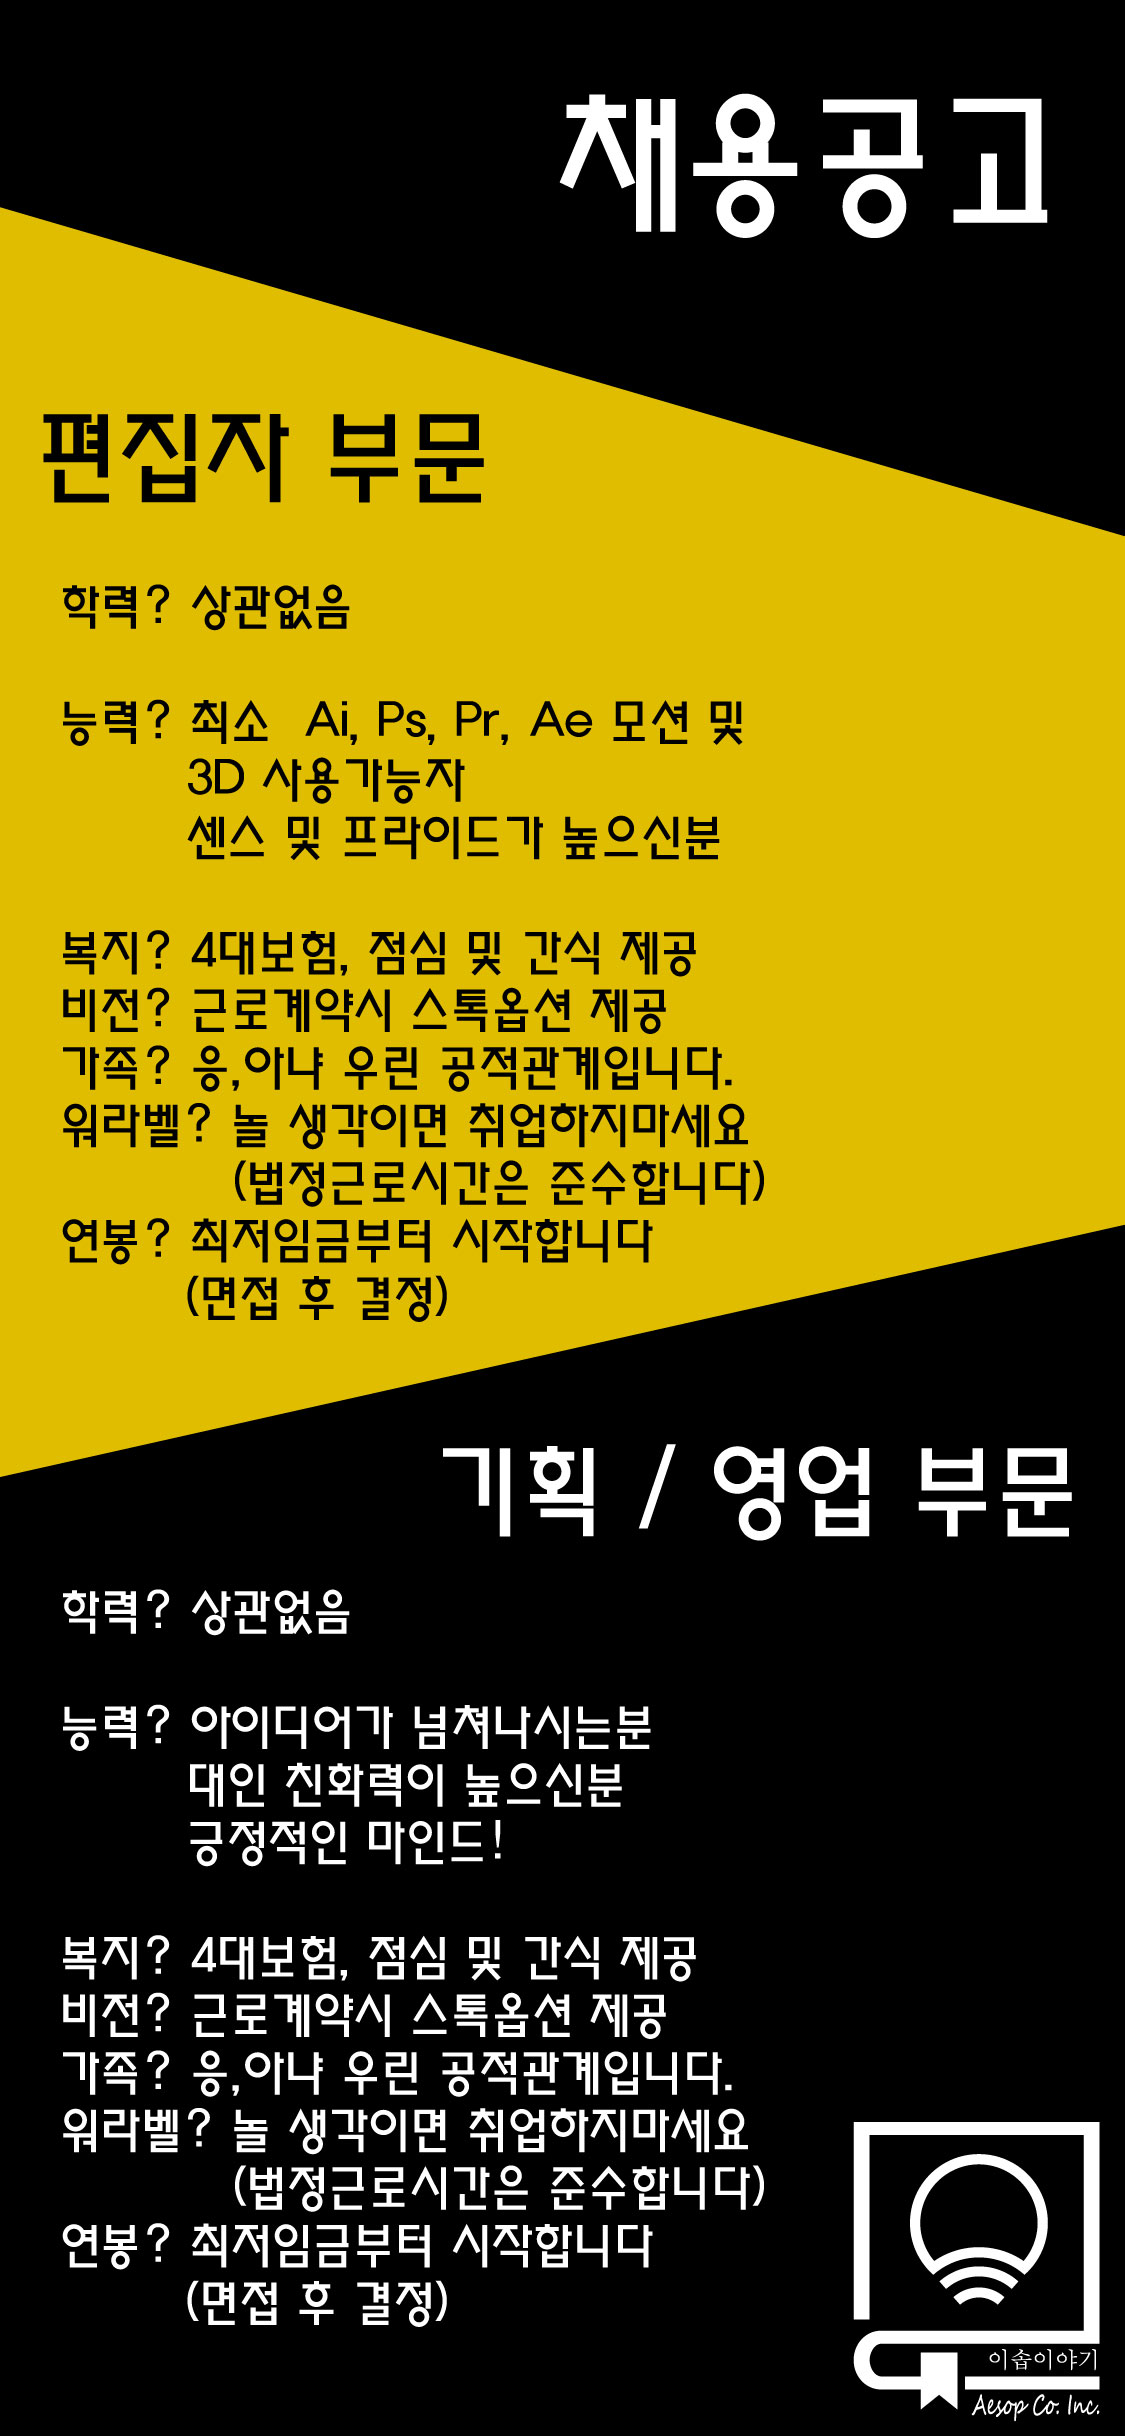 채용공고
편집자 부문
학력? 상관없음
능력? 최소 Ai, Ps, Pr, Ae 모션 및
3D 사용가능자
센스 및 프라이드가 높으신분
복지? 4대보험, 점심 및 간식 제공
비전? 근로계약시 스톡옵션 제공
가족? 응,아냐 우린 공적관계입니다.
워라벨? 놀 생각이면 취업하지마세요
(법정근로시간은 준수합니다)
연봉? 최저임금부터 시작합니다
(면접 후 결정)
기획 / 영업 부문
학력? 상관없음
능력? 아이디어가 넘쳐나시는분
대인 친화력이 높으신분
긍정적인 마인드!
복지? 4대보험, 점심 및 간식 제공
비전? 근로계약시 스톡옵션 제공
가족? 응,아냐 우린 공적관계입니다.
워라벨? 놀 생각이면 취업하지마세요
(법정근로시간은 준수합니다)
연봉? 최저임금부터 시작합니다
(면접 후 결정)
이솝이야기
Aesop Co. Inc.